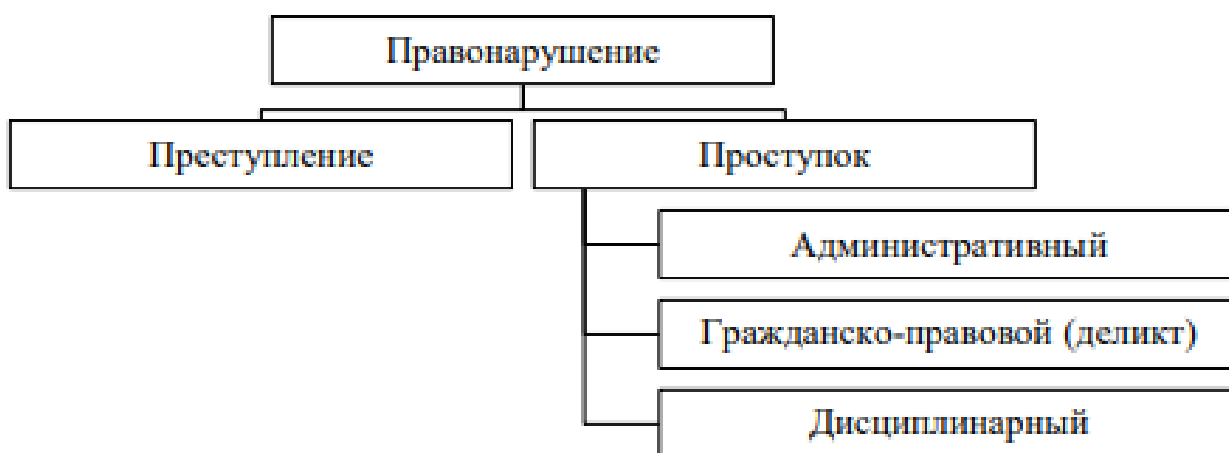 Правонарушение
Преступление
Проступок
Административный
Гражданско-правовой (деликт)
Дисциплинарный